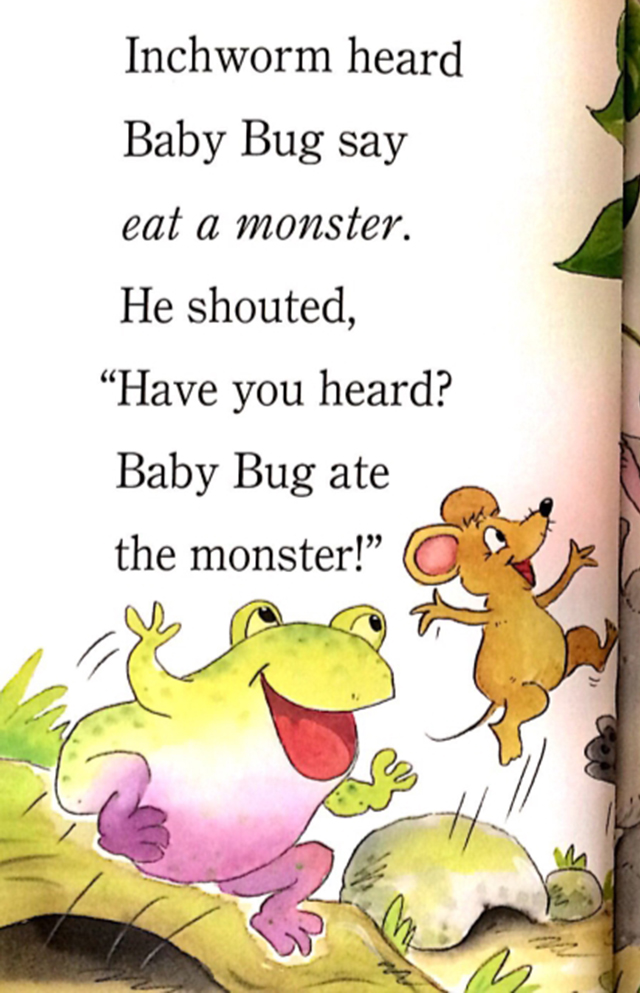 Inchworm heard
Baby Bug say
eat a monster.
He shouted,
“Have you heard?
Baby Bug ate
the monster!”